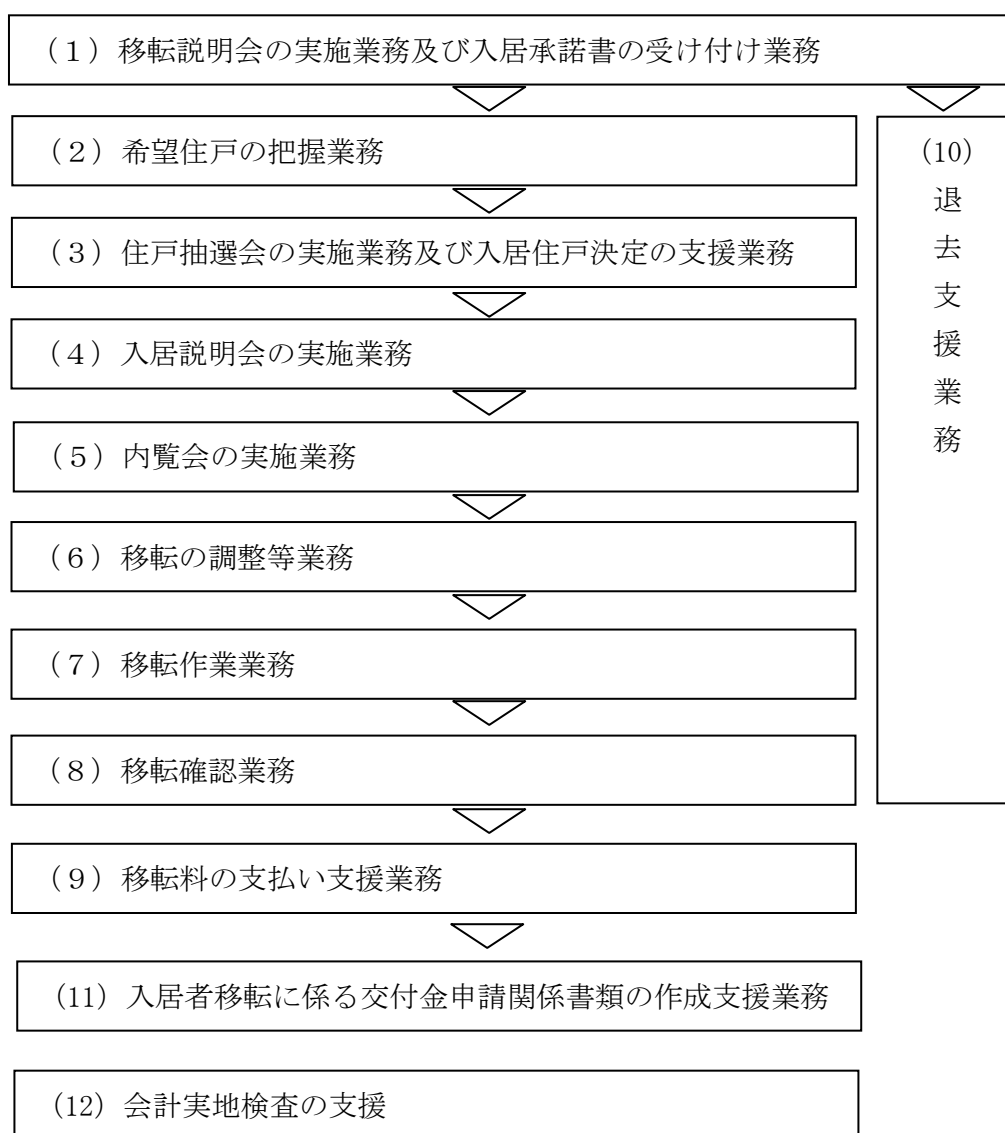 （１）移転説明会の実施業務及び入居承諾書の受け付け業務
（２）希望住戸の把握業務
（３）住戸抽選会の実施業務及び入居住戸決定の支援業務
（４）入居説明会の実施業務
（５）内覧会の実施業務
（６）移転の調整等業務
（７）移転作業業務
（８）移転確認業務
（９）移転料の支払い支援業務
(10)
退
去
支
援
業
務
(11) 入居者移転に係る交付金申請関係書類の作成支援業務
(12) 会計実地検査の支援